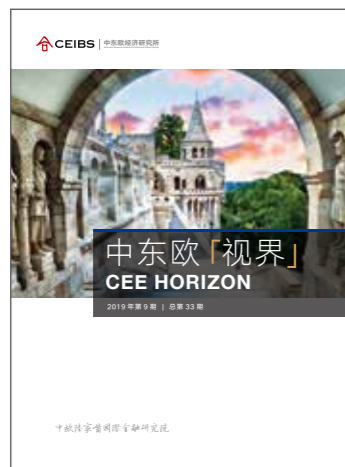 CEIBS | 中东欧经济研究所
中东欧「视界」
CEE HORIZON
2019 年第 9 期 | 总第 33 期
中欧陆家嘴国际金融研究院